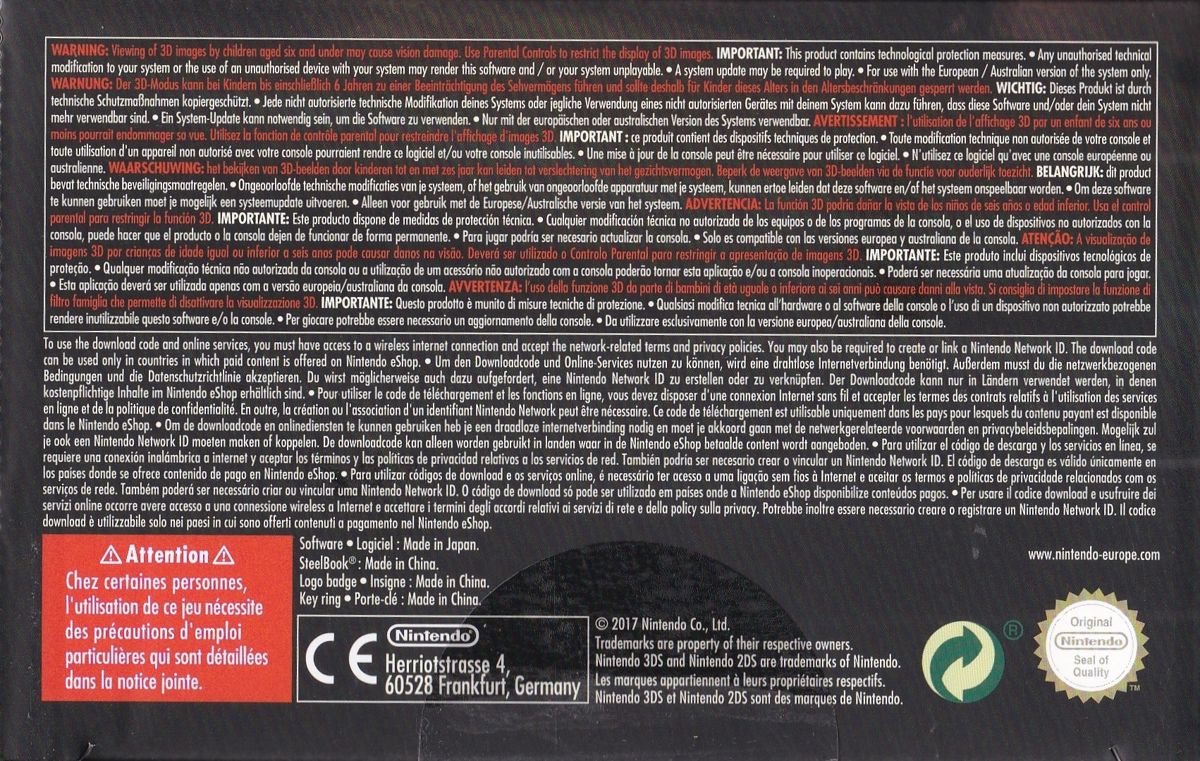 WARNING: Viewing of 3D images by children aged six and under may cause vision damage. Use Parental Controls to restrict the display of 3D images. IMPORTANT: This product contains technological protection measures. • Any unauthorised technical
modification to your system or the use of an unauthorised device with your system may render this software and / or your system unplayable. • A system update may be required to play. • For use with the European / Australian version of the system only.
WARNUNG: Der 3D-Modus kann bei Kindern bis einschließlich 6 Jahren zu einer Beeinträchtigung des Sehvermögens führen und sollte deshalb für Kinder dieses Alters in den Altersbeschränkungen gesperrt werden. WICHTIG: Dieses Produkt ist durch
technische Schutzmaßnahmen kopiergeschützt. • Jede nicht autorisierte technische Modifikation deines Systems oder jegliche Verwendung eines nicht autorisierten Gerätes mit deinem System kann dazu führen, dass diese Software und/oder dein System nicht
mehr verwendbar sind. • Ein System-Update kann notwendig sein, um die Software zu verwenden. • Nur mit der europäischen oder australischen Version des Systems verwendbar. AVERTISSEMENT : l'utilisation de l'affichage 3D par un enfant de six ans ou
moins pourrait endommager sa vue. Utilisez la fonction de contrôle parental pour restreindre l'affichage d'images 3D. IMPORTANT : ce produit contient des dispositifs techniques de protection. • Toute modification technique non autorisée de votre console et
toute utilisation d'un appareil non autorisé avec votre console pourraient rendre ce logiciel et/ou votre console inutilisables. • Une mise à jour de la console peut être nécessaire pour utiliser ce logiciel. • N'utilisez ce logiciel qu'avec une console européenne ou
australienne. WAARSCHUWING: het bekijken van 3D-beelden door kinderen tot en met zes jaar kan leiden tot verslechtering van het gezichtsvermogen. Beperk de weergave van 3D-beelden via de functie voor ouderlijk toezicht. BELANGRIJK: dit product
bevat technische beveiligingsmaatregelen. • Ongeoorloofde technische modificaties van je systeem, of het gebruik van ongeoorloofde apparatuur met je systeem, kunnen ertoe leiden dat deze software en/of het systeem onspeelbaar worden. • Om deze software
te kunnen gebruiken moet je mogelijk een systeemupdate uitvoeren. • Alleen voor gebruik met de Europese/Australische versie van het systeem. ADVERTENCIA: La función 3D podría dañar la vista de los niños de seis años o edad inferior. Usa el control
parental para restringir la función 3D. IMPORTANTE: Este producto dispone de medidas de protección técnica. • Cualquier modificación técnica no autorizada de los equipos o de los programas de la consola, o el uso de dispositivos no autorizados con la
consola, puede hacer que el producto o la consola dejen de funcionar de forma permanente. • Para jugar podría ser necesario actualizar la consola. • Solo es compatible con las versiones europea y australiana de la consola. ATENÇÃO: A visualização de
imagens 3D por crianças de idade igual ou inferior a seis anos pode causar danos na visão. Deverá ser utilizado o Controlo Parental para restringir a apresentação de imagens 3D. IMPORTANTE: Este produto inclui dispositivos tecnológicos de
proteção. • Qualquer modificação técnica não autorizada da consola ou a utilização de um acessório não autorizado com a consola poderão tornar esta aplicação e/ou a consola inoperacionais. • Poderá ser necessária uma atualização da consola para jogar.
• Esta aplicação deverá ser utilizada apenas com a versão europeia/australiana da consola. AVVERTENZA: l'uso della funzione 3D da parte di bambini di età uguale o inferiore ai sei anni può causare danni alla vista. Si consiglia di impostare la funzione di
filtro famiglia che permette di disattivare la visualizzazione 3D. IMPORTANTE: Questo prodotto è munito di misure tecniche di protezione. • Qualsiasi modifica tecnica all'hardware o al software della console o l'uso di un dispositivo non autorizzato potrebbe
rendere inutilizzabile questo software e/o la console. • Per giocare potrebbe essere necessario un aggiornamento della console. • Da utilizzare esclusivamente con la versione europea/australiana della console.
To use the download code and online services, you must have access to a wireless internet connection and accept the network-related terms and privacy policies. You may also be required to create or link a Nintendo Network ID. The download code
can be used only in countries in which paid content is offered on Nintendo eShop. • Um den Downloadcode und Online-Services nutzen zu können, wird eine drahtlose Internetverbindung benötigt. Außerdem musst du die netzwerkbezogenen
Bedingungen und die Datenschutzrichtlinie akzeptieren. Du wirst möglicherweise auch dazu aufgefordert, eine Nintendo Network ID zu erstellen oder zu verknüpfen. Der Downloadcode kann nur in Ländern verwendet werden, in denen
kostenpflichtige Inhalte im Nintendo eShop erhältlich sind. • Pour utiliser le code de téléchargement et les fonctions en ligne, vous devez disposer d'une connexion Internet sans fil et accepter les termes des contrats relatifs à l'utilisation des services
en ligne et de la politique de confidentialité. En outre, la création ou l'association d'un identifiant Nintendo Network peut être nécessaire. Ce code de téléchargement est utilisable uniquement dans les pays pour lesquels du contenu payant est disponible
dans le Nintendo eShop. • Om de downloadcode en onlinediensten te kunnen gebruiken heb je een draadloze internetverbinding nodig en moet je akkoord gaan met de netwerkgerelateerde voorwaarden en privacybeleidsbepalingen. Mogelijk zul
je ook een Nintendo Network ID moeten maken of koppelen. De downloadcode kan alleen worden gebruikt in landen waar in de Nintendo eShop betaalde content wordt aangeboden. • Para utilizar el código de descarga y los servicios en línea, se
requiere una conexión inalámbrica a internet y aceptar los términos y las políticas de privacidad relativos a los servicios de red. También podría ser necesario crear o vincular un Nintendo Network ID. El código de descarga es válido únicamente en
los países donde se ofrece contenido de pago en Nintendo eShop. • Para utilizar códigos de download e os serviços online, é necessário ter acesso a uma ligação sem fios à Internet e aceitar os termos e políticas de privacidade relacionados com os
serviços de rede. Também poderá ser necessário criar ou vincular uma Nintendo Network ID. O código de download só pode ser utilizado em países onde a Nintendo eShop disponibilize conteúdos pagos. • Per usare il codice download e usufruire dei
servizi online occorre avere accesso a una connessione wireless a Internet e accettare i termini degli accordi relativi ai servizi di rete e della policy sulla privacy. Potrebbe inoltre essere necessario creare o registrare un Nintendo Network ID. Il codice
download è utilizzabile solo nei paesi in cui sono offerti contenuti a pagamento nel Nintendo eShop.
Attention
Chez certaines personnes,
l'utilisation de ce jeu nécessite
des précautions d'emploi
particulières qui sont détaillées
dans la notice jointe.
Software • Logiciel : Made in Japan.
SteelBook® : Made in China.
Logo badge • Insigne : Made in China.
Key ring • Porte-clé : Made in China.
www.nintendo-europe.com
CE
Nintendo
Herriotstrasse 4,
60528 Frankfurt, Germany
© 2017 Nintendo Co., Ltd.
Trademarks are property of their respective owners.
Nintendo 3DS and Nintendo 2DS are trademarks of Nintendo.
Les marques appartiennent à leurs propriétaires respectifs.
Nintendo 3DS et Nintendo 2DS sont des marques de Nintendo.
®
Original
Nintendo
Seal of
Quality
TM